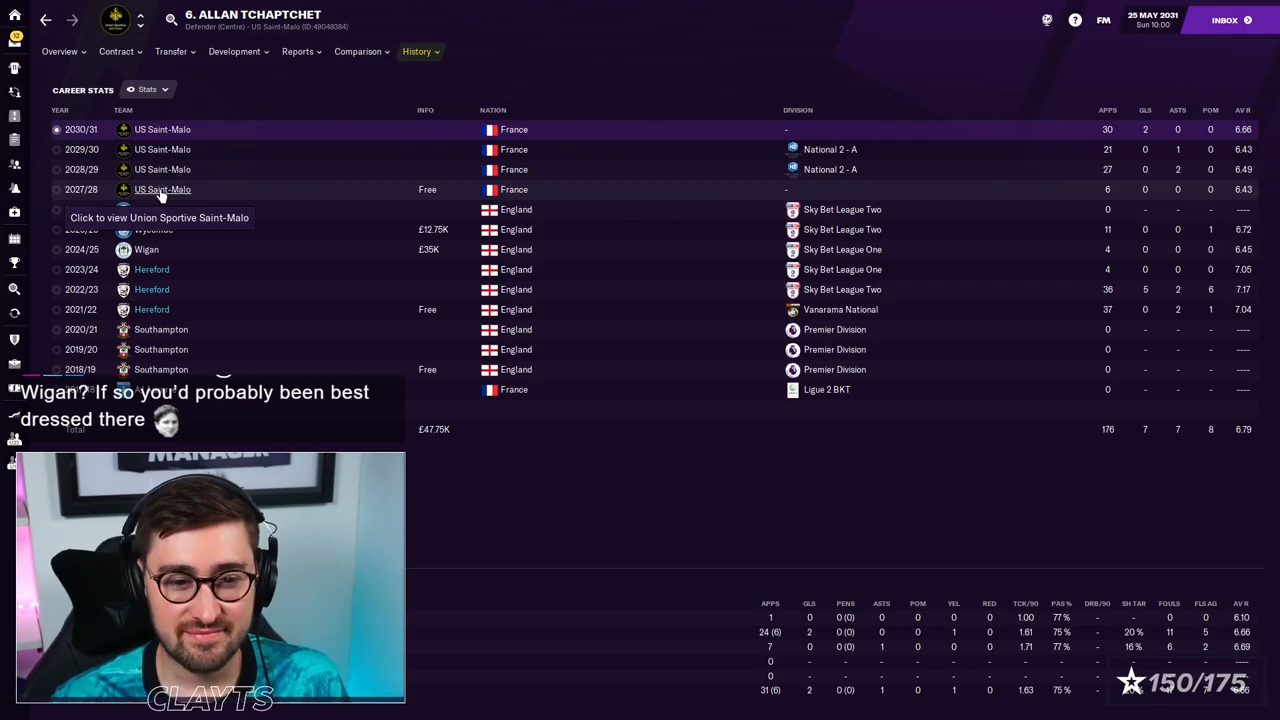 6. ALLAN TCHAPTCHET
Defender (Centre) - US Saint-Malo (ID:49048384)
12
FM
25 MAY 2031
Sun 10:00
INBOX
Overview Contract Transfer Development Reports Comparison History
CAREER STATS Stats
YEAR TEAM INFO NATION DIVISION APPS GLS ASTS POM AV R
2030/31 US Saint-Malo France - 30 2 0 0 6.66
2029/30 US Saint-Malo France National 2 - A 21 0 1 0 6.43
2028/29 US Saint-Malo France National 2 - A 27 0 2 0 6.49
2027/28 US Saint-Malo Free France - 6 0 0 0 6.43
Click to view Union Sportive Saint-Malo
England Sky Bet League Two 0 - - - ----
Wycombe £12.75K England Sky Bet League Two 11 0 0 1 6.72
2024/25 Wigan £35K England Sky Bet League One 4 0 0 0 6.45
2023/24 Hereford England Sky Bet League One 4 0 0 0 7.05
2022/23 Hereford England Sky Bet League Two 36 5 2 6 7.17
2021/22 Hereford Free England Vanarama National 37 0 2 1 7.04
2020/21 Southampton England Premier Division 0 - - - ----
2019/20 Southampton England Premier Division 0 - - - ----
2018/19 Southampton Free England Premier Division 0 - - - ----
France Ligue 2 BKT 0 - - - ----
Total £47.75K 176 7 7 8 6.79
Wigan? If so you'd probably been best
dressed there
MANAGER
CLAYTS
APPS GLS PENS ASTS POM YEL RED TCK/90 PAS % DRB/90 SH TAR FOULS FLS AG AV R
1 0 0 (0) 0 0 0 0 1.00 77 % - - 0 0 6.10
24 (6) 2 0 (0) 0 0 1 0 1.61 75 % - 20 % 11 5 6.66
7 0 0 (0) 1 0 0 0 1.71 77 % - 16 % 6 2 6.69
0 - - - - - - - - - - - - ----
0 - - - - - - - - - - - -
31 (6) 2 0 (0) 1 0 1 0 1.63 75 % -
150/175